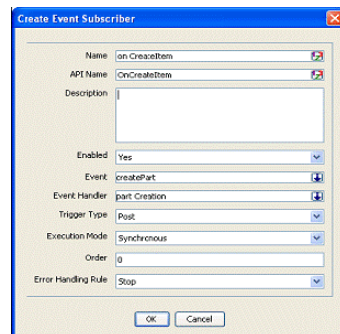 Create Event Subscriber
Name on CreateItem
API Name OnCreateItem
Description
Enabled Yes
Event createPart
Event Handler part Creation
Trigger Type Post
Execution Mode Synchronous
Order 0
Error Handling Rule Stop
OK Cancel